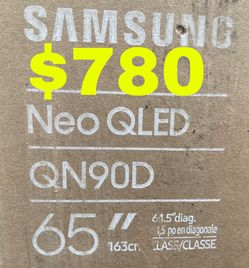 SAMSUNG
$780
Neo QLED
QN90D
65"
64.5"diag.
163cm
po en diagonale
CLASS/CLASSE